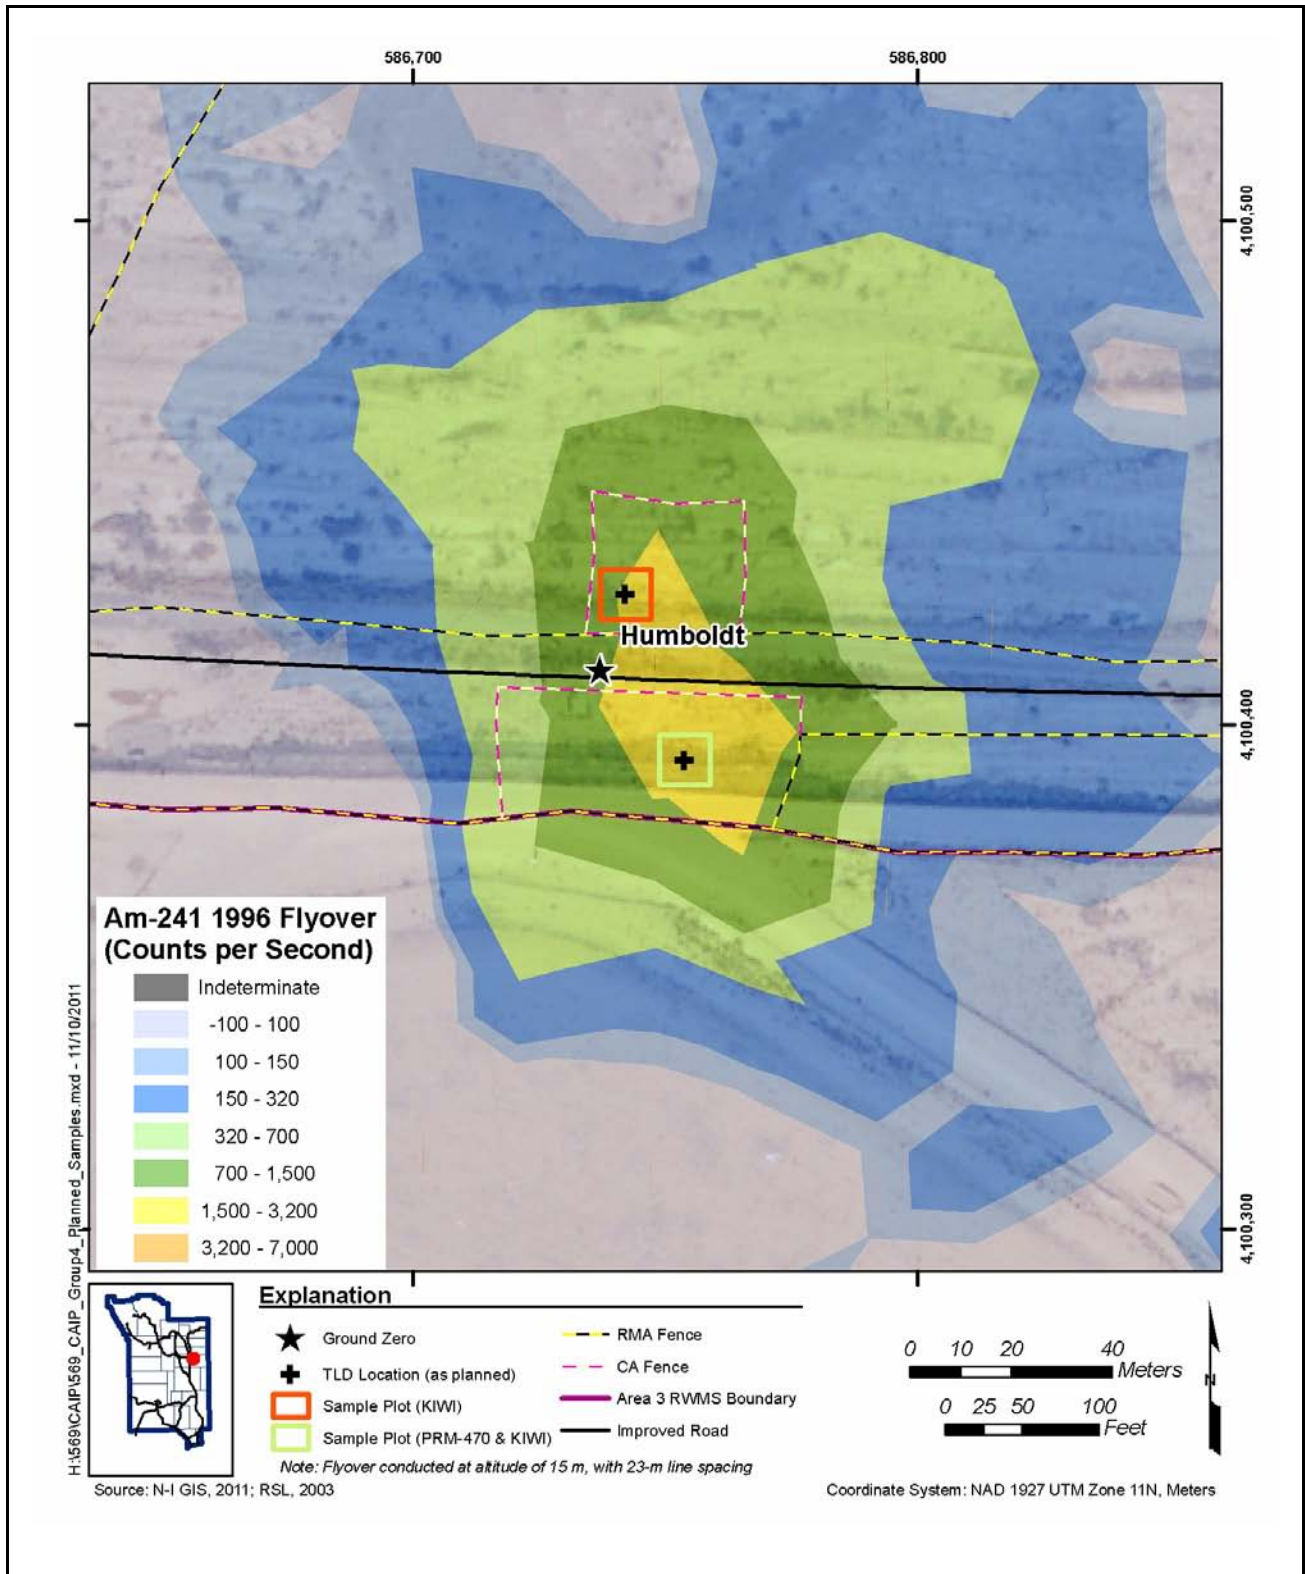 586,700
586,800
4,100,500
Humboldt
4,100,400
Am-241 1996 Flyover
(Counts per Second)
Indeterminate
-100 - 100
100 - 150
150 - 320
320 - 700
700 - 1,500
1,500 - 3,200
3,200 - 7,000
4,100,300
H:\569\CAIP\569_CAIP_Group4_Planned_Samples.mxd - 11/10/2011
Explanation
Ground Zero
TLD Location (as planned)
Sample Plot (KIWI)
Sample Plot (PRM-470 & KIWI)
RMA Fence
CA Fence
Area 3 RWMS Boundary
Improved Road
0 10 20 40
Meters
0 25 50 100
Feet
N
Note: Flyover conducted at altitude of 15 m, with 23-m line spacing
Source: N-I GIS, 2011; RSL, 2003
Coordinate System: NAD 1927 UTM Zone 11N, Meters